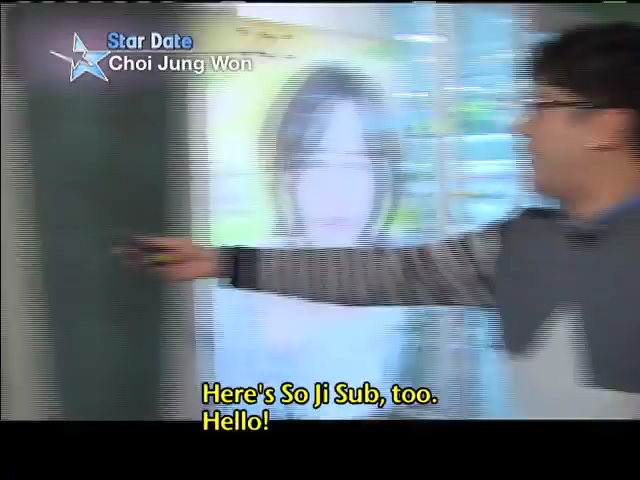 Star Date
Choi Jung Won
Here's So Ji Sub, too.
Hello!